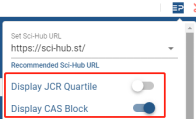 Set Sci-Hub URL
https://sci-hub.st/
Recommended Sci-Hub URL
Display JCR Quartile
Display CAS Block